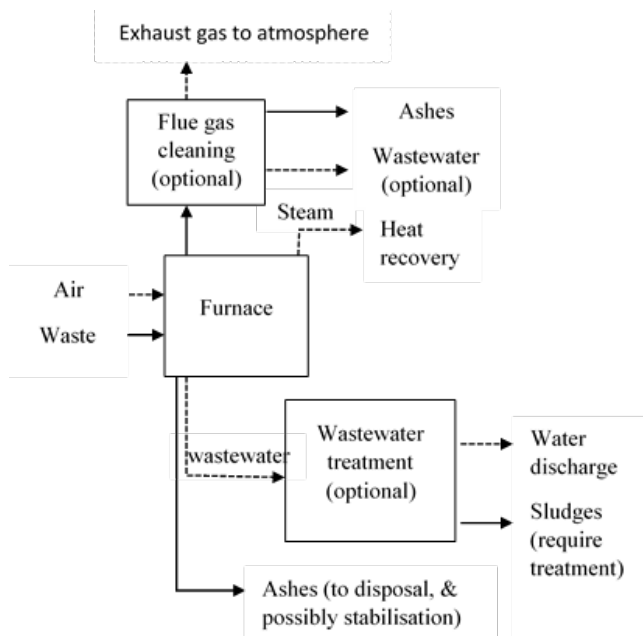 Exhaust gas to atmosphere
Flue gas
cleaning
(optional)
Ashes
Wastewater
(optional)
Steam
Heat
recovery
Air
Waste
Furnace
wastewater
Wastewater
treatment
(optional)
Water
discharge
Sludges
(require
treatment)
Ashes (to disposal, &
possibly stabilisation)